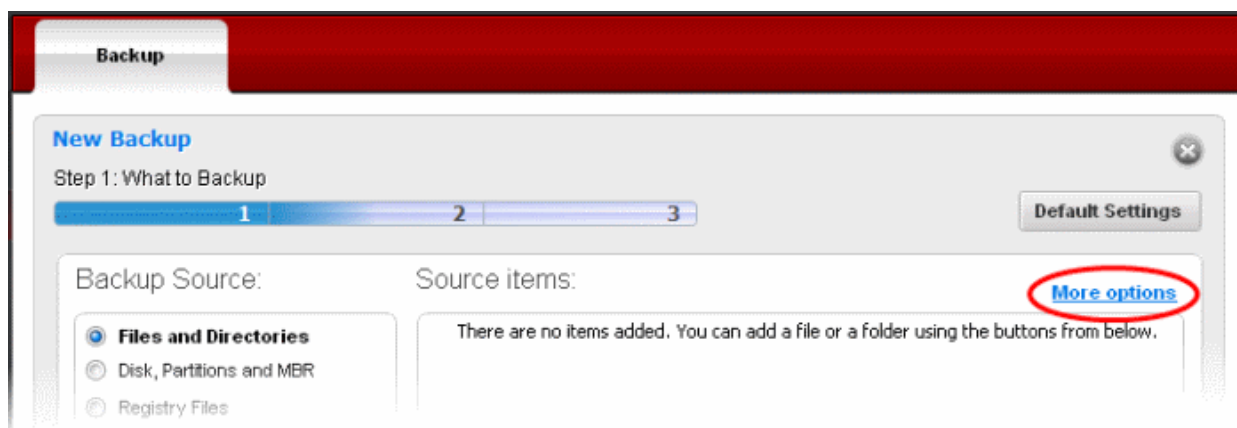 Backup
New Backup
Step 1: What to Backup
1 2 3
Default Settings
Backup Source:
Source items:
More options
Files and Directories
There are no items added. You can add a file or a folder using the buttons from below.
Disk, Partitions and MBR
Registry Files